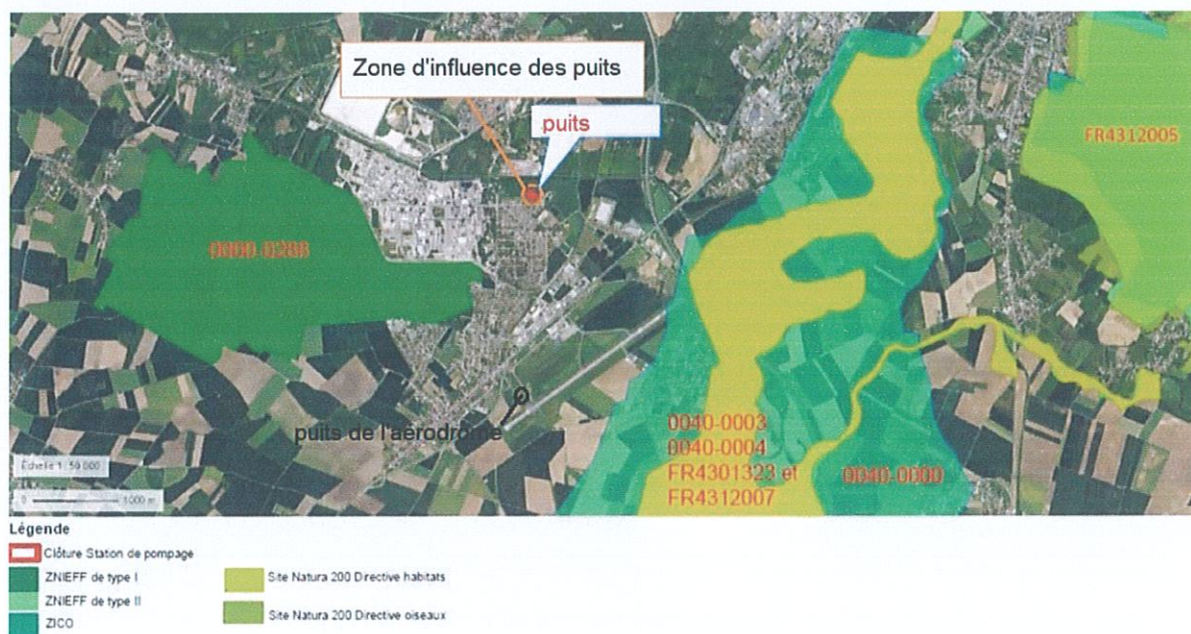 Zone d'influence des puits
puits
FR4312005
0000-0288
puits de l'aérodrome
0040-0003
0040-0004
FR4301323 et
FR4312007
0040-0000
Échelle 1 : 50 000
0 1000 m
Légende
Clôture Station de pompage
ZNIEFF de type I
ZNIEFF de type II
ZICO
Site Natura 200 Directive habitats
Site Natura 200 Directive oiseaux